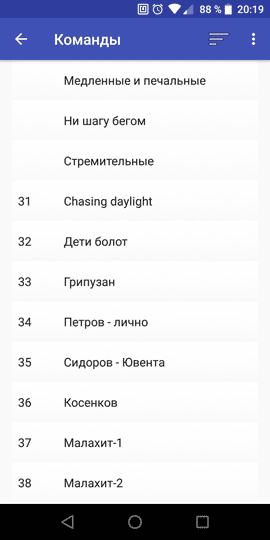 88 % 20:19
Команды
Медленные и печальные
Ни шагу бегом
Стремительные
31 Chasing daylight
32 Дети болот
33 Грипузан
34 Петров - лично
35 Сидоров - Ювента
36 Косенков
37 Малахит-1
38 Малахит-2